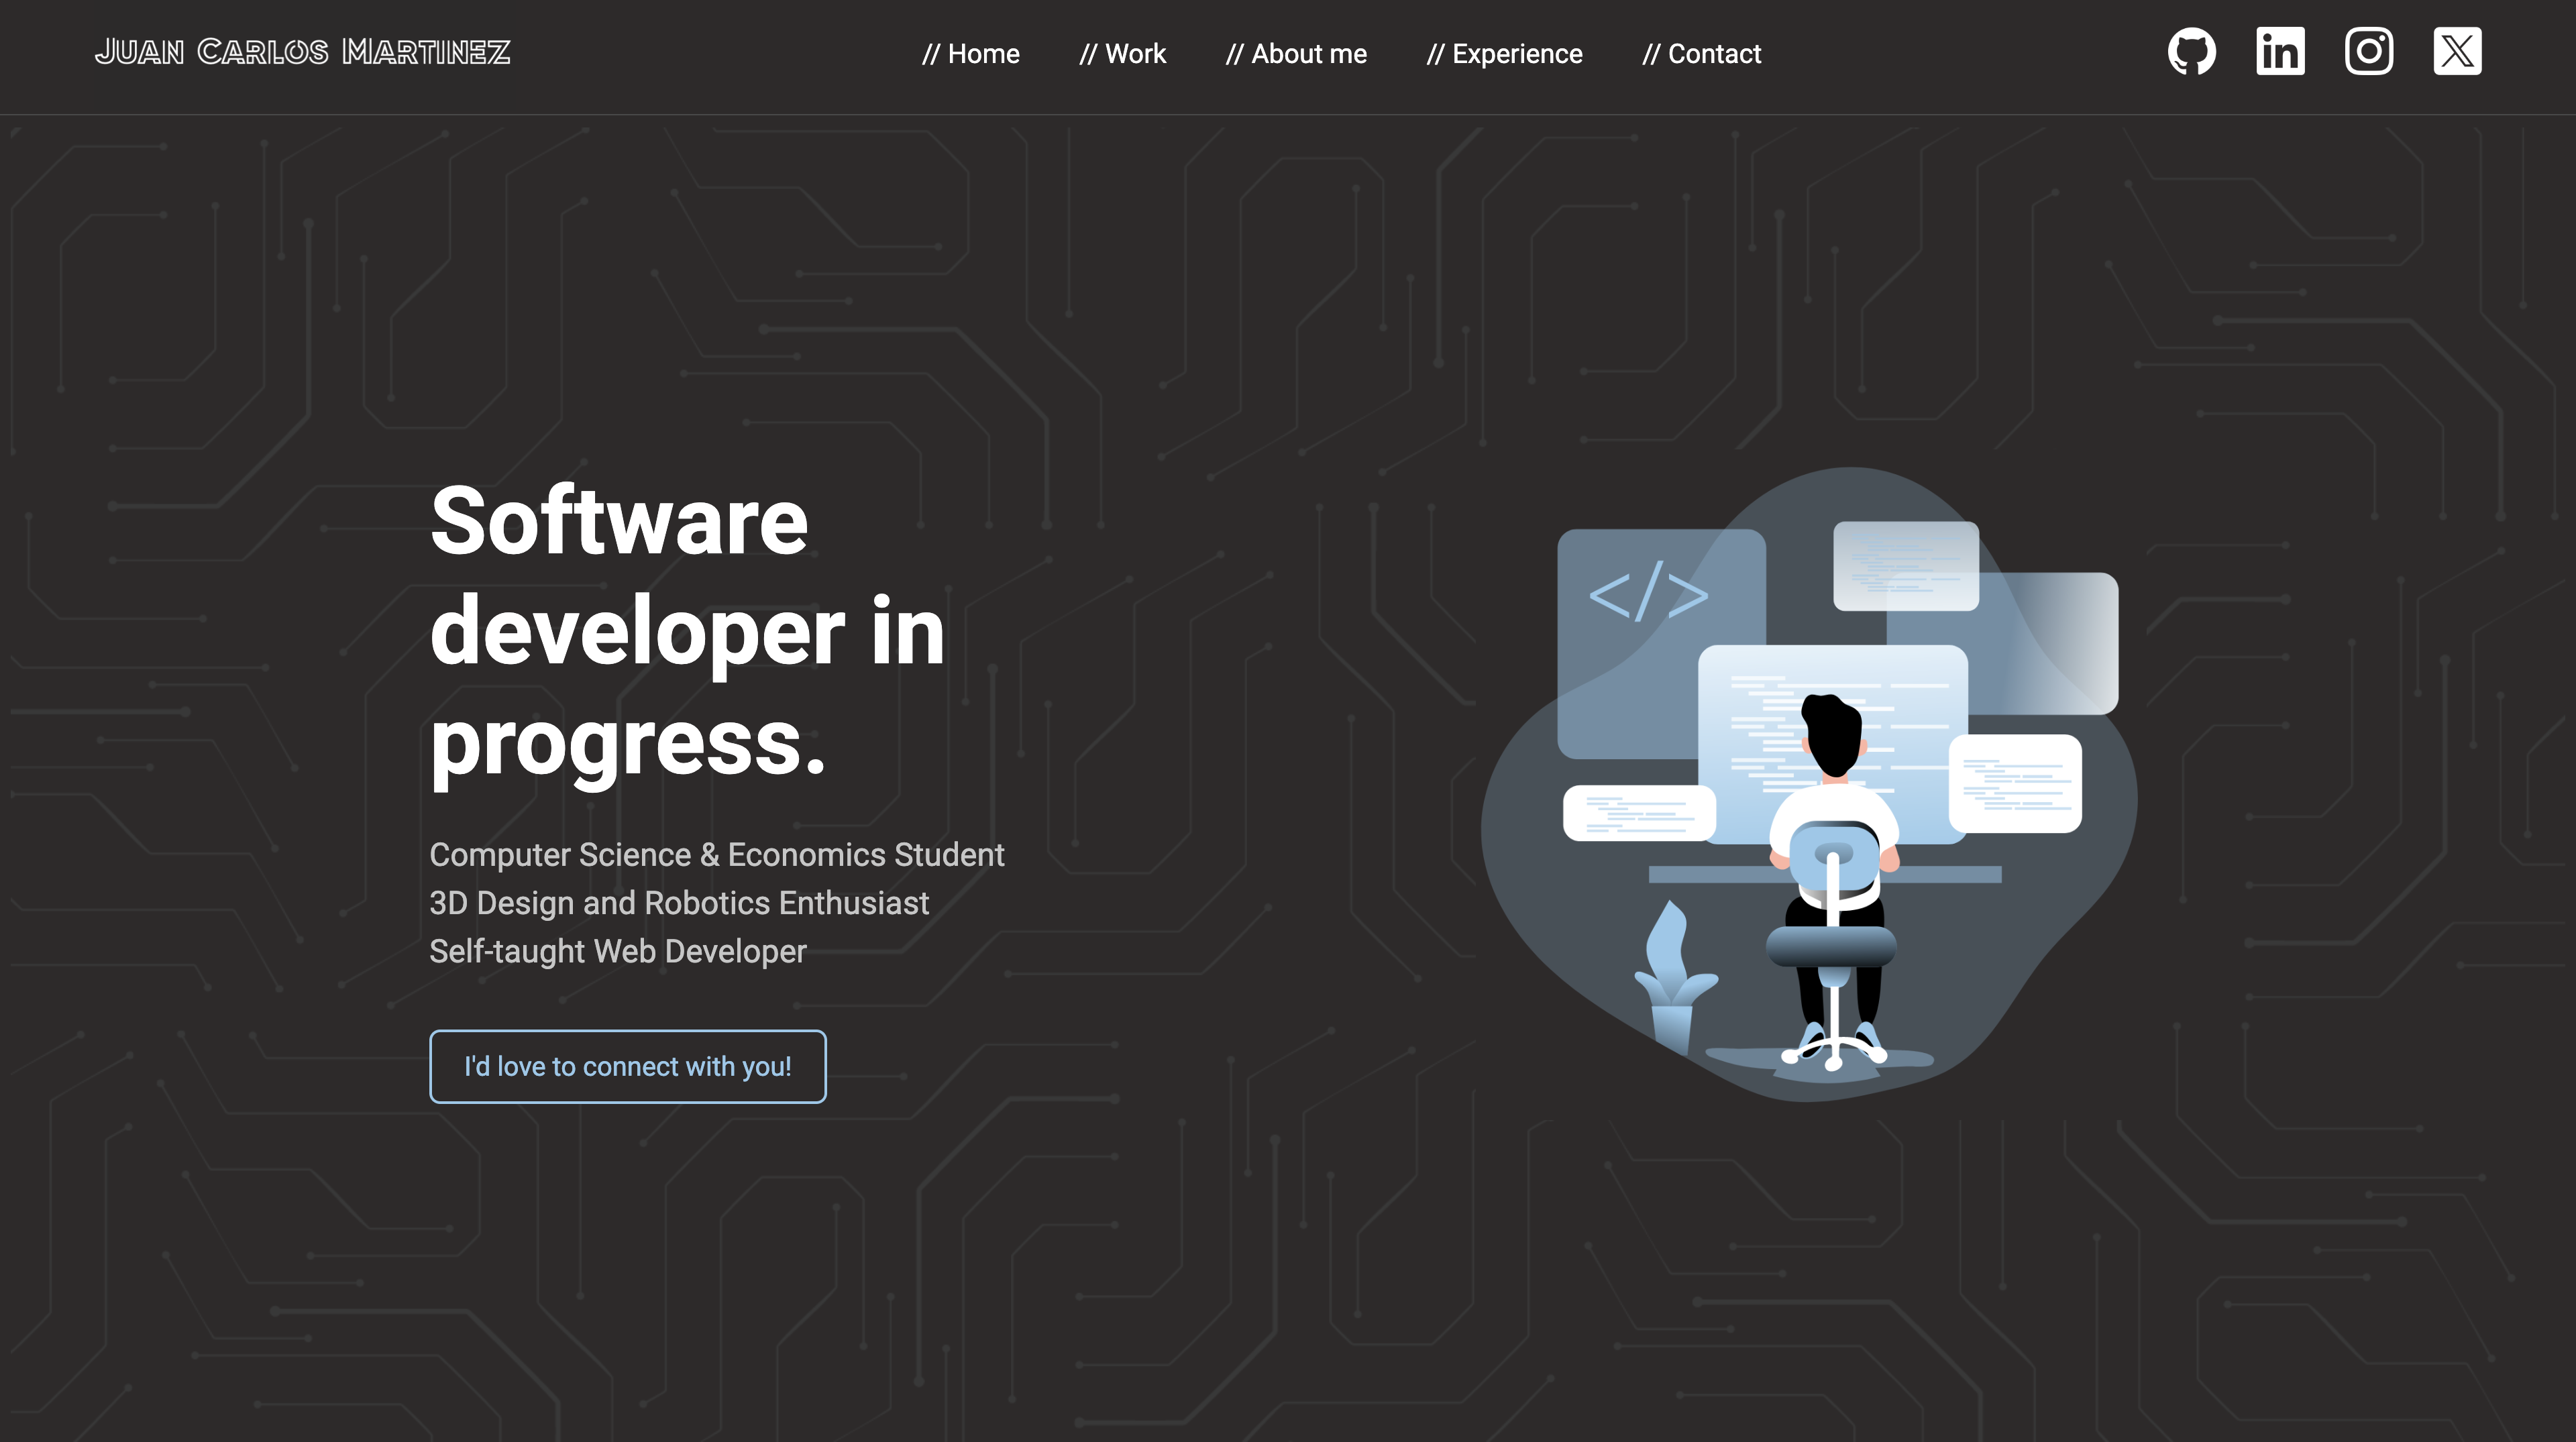 Juan Carlos Martinez
// Home // Work // About me // Experience // Contact
Software
developer in
progress.
Computer Science & Economics Student
3D Design and Robotics Enthusiast
Self-taught Web Developer
I'd love to connect with you!
</>